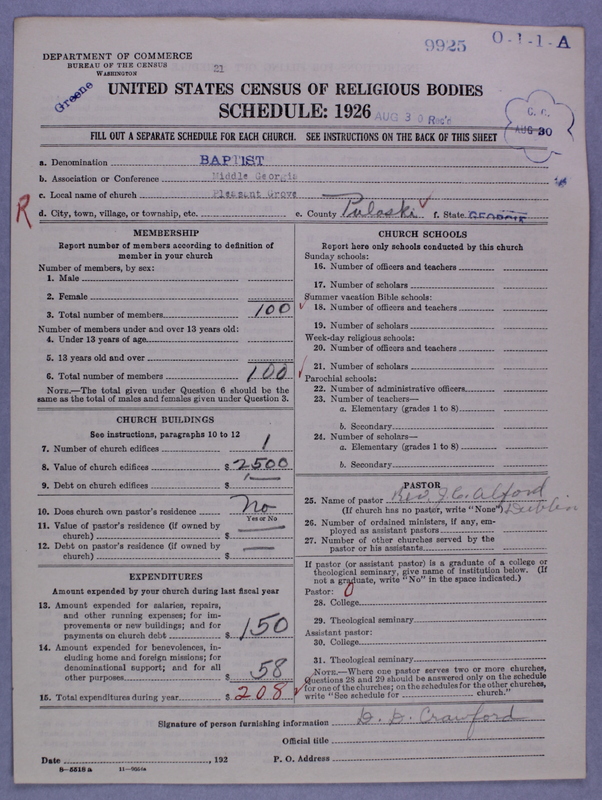 9925
O-1-1-A
DEPARTMENT OF COMMERCE
BUREAU OF THE CENSUS
WASHINGTON
21
Greene
UNITED STATES CENSUS OF RELIGIOUS BODIES
SCHEDULE: 1926
AUG 30 Rec'd
C. R.
AUG 30
FILL OUT A SEPARATE SCHEDULE FOR EACH CHURCH. SEE INSTRUCTIONS ON THE BACK OF THIS SHEET
a. Denomination BAPTIST
b. Association or Conference Middle Georgia
c. Local name of church Pleasant Grove
R
d. City, town, village, or township, etc. e. County Pulaski f. State GEORGIA
MEMBERSHIP
Report number of members according to definition of
member in your church
Number of members, by sex:
1. Male
2. Female
3. Total number of members 100
Number of members under and over 13 years old:
4. Under 13 years of age
5. 13 years old and over
6. Total number of members 100
NOTE.—The total given under Question 6 should be the
same as the total of males and females given under Question 3.
CHURCH BUILDINGS
See instructions, paragraphs 10 to 12
7. Number of church edifices 1
8. Value of church edifices $ 2500
9. Debt on church edifices $
10. Does church own pastor's residence No
Yes or No
11. Value of pastor's residence (if owned by
church) $
12. Debt on pastor's residence (if owned by
church) $
EXPENDITURES
Amount expended by your church during last fiscal year
13. Amount expended for salaries, repairs,
and other running expenses; for im-
provements or new buildings; and for
payments on church debt $ 150
14. Amount expended for benevolences, in-
cluding home and foreign missions; for
denominational support; and for all
other purposes $ 58
15. Total expenditures during year $ 208
CHURCH SCHOOLS
Report here only schools conducted by this church
Sunday schools:
16. Number of officers and teachers
17. Number of scholars
Summer vacation Bible schools:
18. Number of officers and teachers
19. Number of scholars
Week-day religious schools:
20. Number of officers and teachers
21. Number of scholars
Parochial schools:
22. Number of administrative officers
23. Number of teachers—
a. Elementary (grades 1 to 8)
b. Secondary
24. Number of scholars—
a. Elementary (grades 1 to 8)
b. Secondary
PASTOR
25. Name of pastor Rev. J. C. Alford
(If church has no pastor, write "None") Dublin
26. Number of ordained ministers, if any, em-
ployed as assistant pastors
27. Number of other churches served by the
pastor or his assistants
If pastor (or assistant pastor) is a graduate of a college or
theological seminary, give name of institution below. (If
not a graduate, write "No" in the space indicated.)
Pastor: 0
28. College
29. Theological seminary
Assistant pastor:
30. College
31. Theological seminary
NOTE.—Where one pastor serves two or more churches,
Questions 28 and 29 should be answered only on the schedule
for one of the churches; on the schedules for the other churches,
write "See schedule for church."
Signature of person furnishing information D. D. Crawford
Official title
Date , 192 P. O. Address
8—5518 a